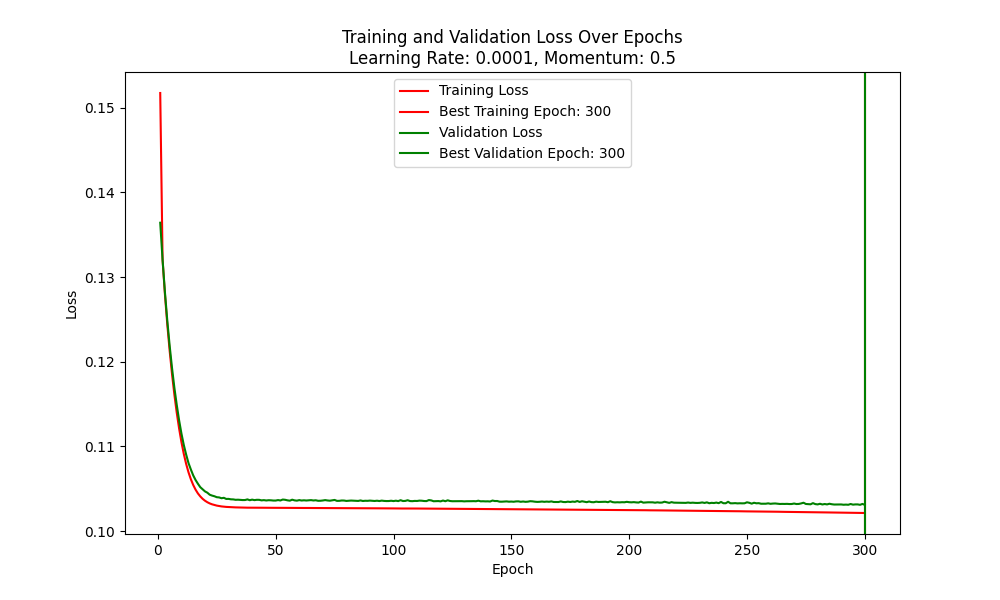 Training and Validation Loss Over Epochs
Learning Rate: 0.0001, Momentum: 0.5
Training Loss
Best Training Epoch: 300
Validation Loss
Best Validation Epoch: 300
0.15
0.14
0.13
0.12
0.11
0.10
Loss
0 50 100 150 200 250 300
Epoch